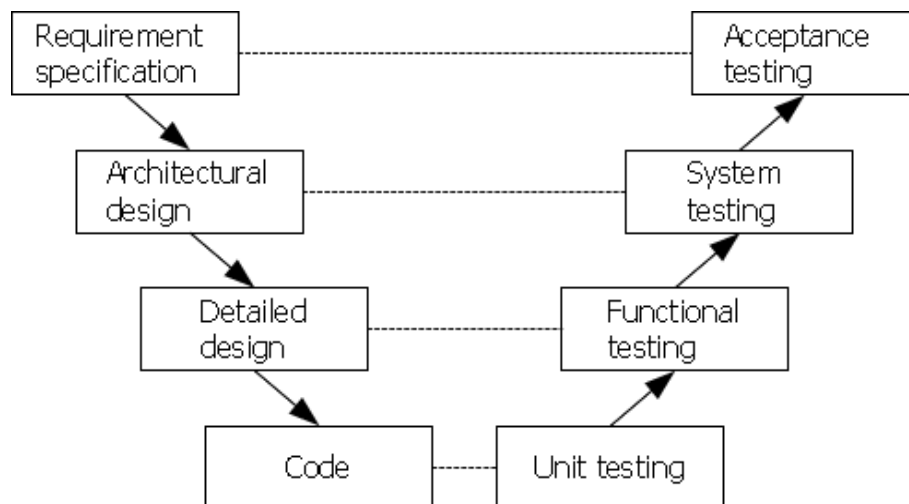 Requirement
specification
Acceptance
testing
Architectural
design
System
testing
Detailed
design
Functional
testing
Code
Unit testing